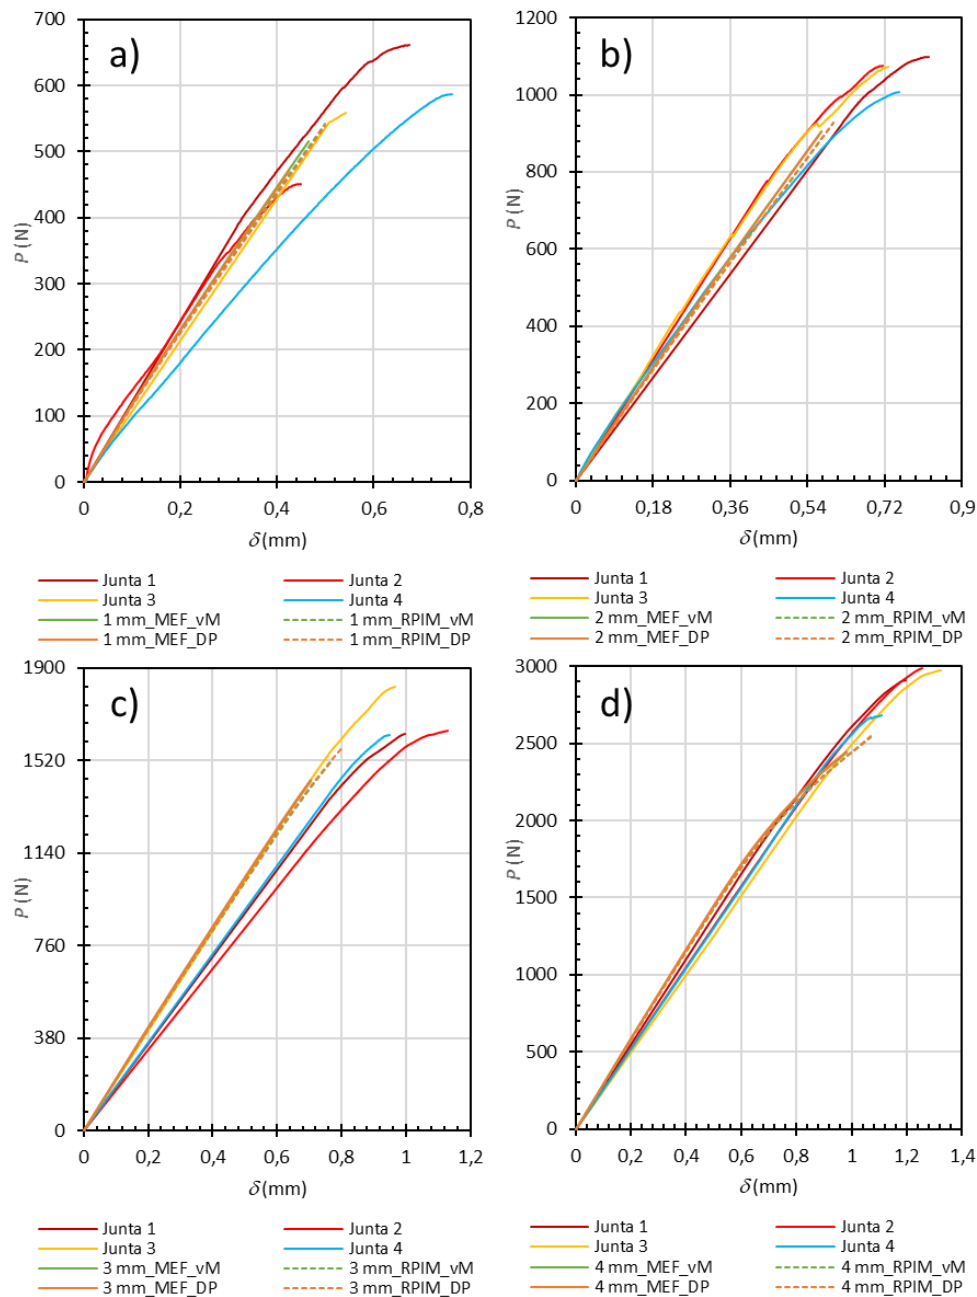 a)
P (N)
700
600
500
400
300
200
100
0
0 0,2 0,4 0,6 0,8
δ (mm)
Junta 1 Junta 2
Junta 3 Junta 4
1 mm_MEF_vM 1 mm_RPIM_vM
1 mm_MEF_DP 1 mm_RPIM_DP
b)
P (N)
1200
1000
800
600
400
200
0
0 0,18 0,36 0,54 0,72 0,9
δ (mm)
Junta 1 Junta 2
Junta 3 Junta 4
2 mm_MEF_vM 2 mm_RPIM_vM
2 mm_MEF_DP 2 mm_RPIM_DP
c)
P (N)
1900
1520
1140
760
380
0
0 0,2 0,4 0,6 0,8 1 1,2
δ (mm)
Junta 1 Junta 2
Junta 3 Junta 4
3 mm_MEF_vM 3 mm_RPIM_vM
3 mm_MEF_DP 3 mm_RPIM_DP
d)
P (N)
3000
2500
2000
1500
1000
500
0
0 0,2 0,4 0,6 0,8 1 1,2 1,4
δ (mm)
Junta 1 Junta 2
Junta 3 Junta 4
4 mm_MEF_vM 4 mm_RPIM_vM
4 mm_MEF_DP 4 mm_RPIM_DP